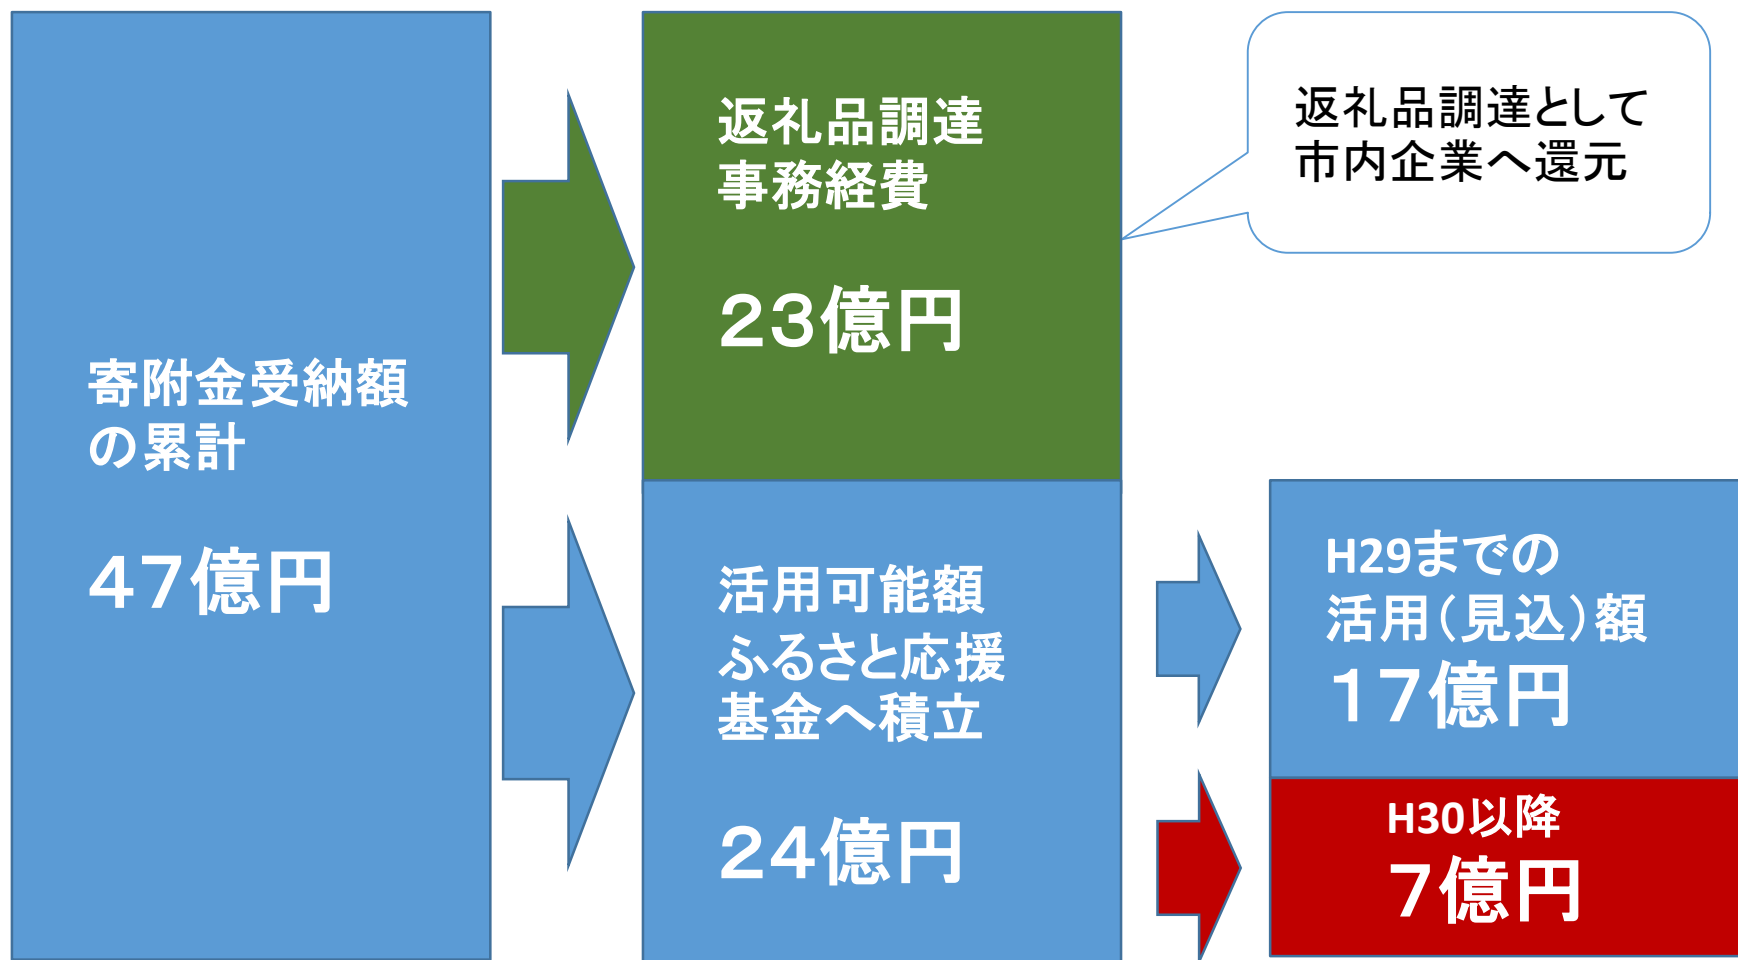 寄附金受納額
の累計
４７億円
返礼品調達
事務経費
２３億円
返礼品調達として
市内企業へ還元
活用可能額
ふるさと応援
基金へ積立
２４億円
H29までの
活用（見込）額
１７億円
H30以降
７億円